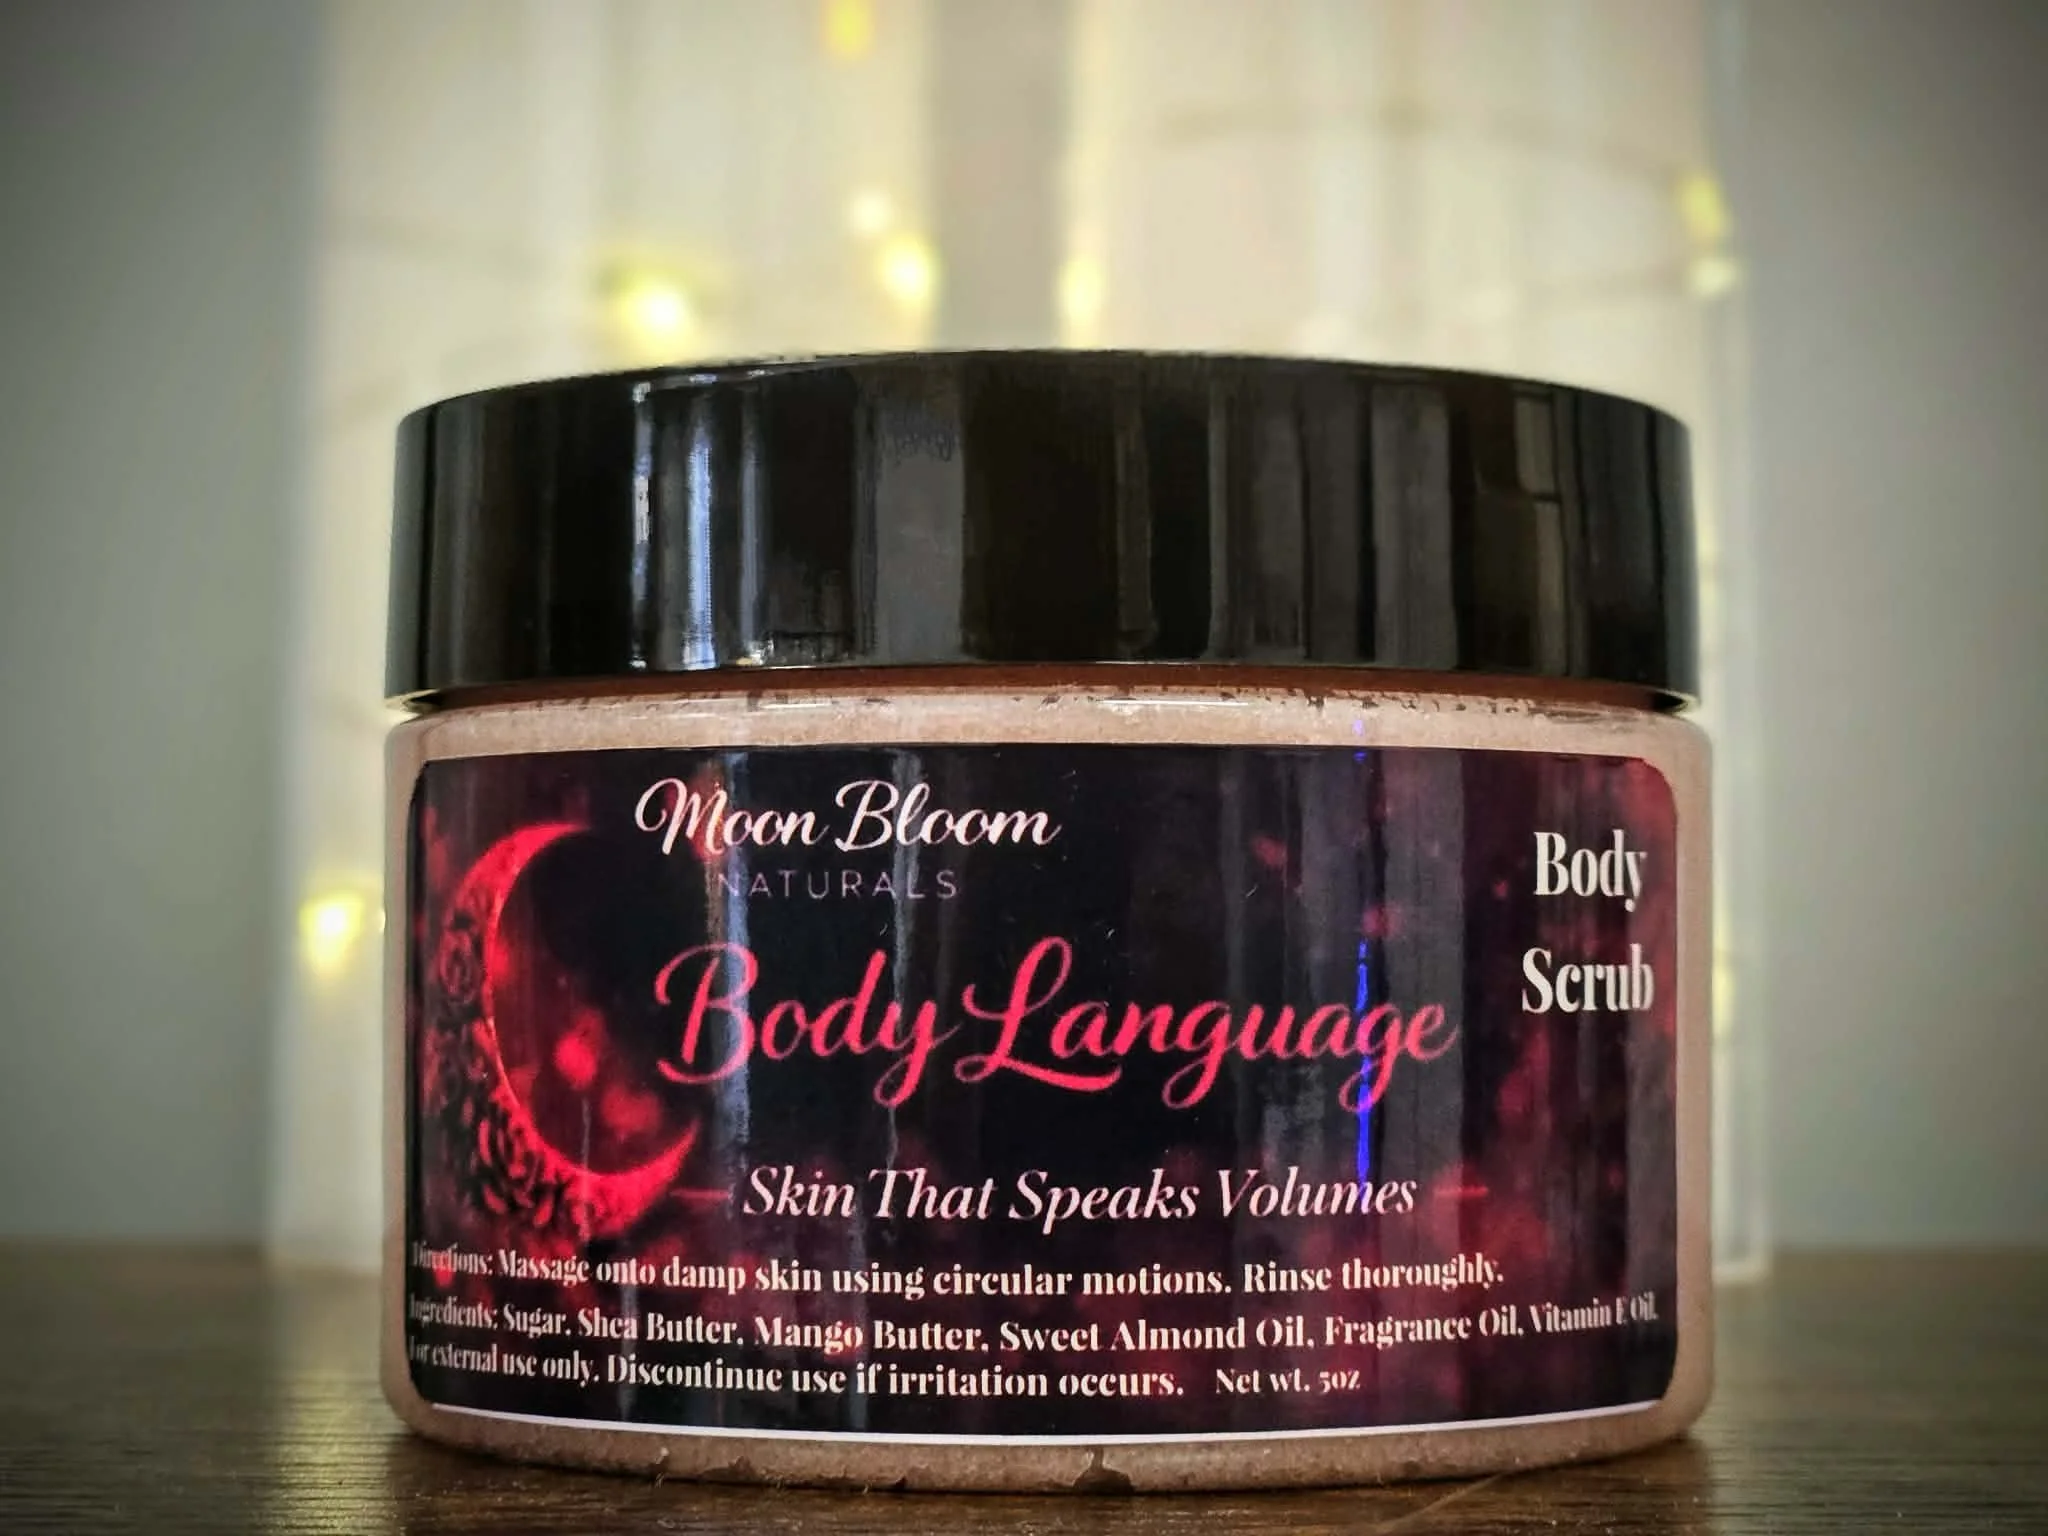 Moon Bloom
NATURALS
Body Language
Body
Scrub
Skin That Speaks Volumes
Directions: Massage onto damp skin using circular motions. Rinse thoroughly.
Ingredients: Sugar, Shea Butter, Mango Butter, Sweet Almond Oil, Fragrance Oil, Vitamin E Oil.
For external use only. Discontinue use if irritation occurs. Net wt. 5oz